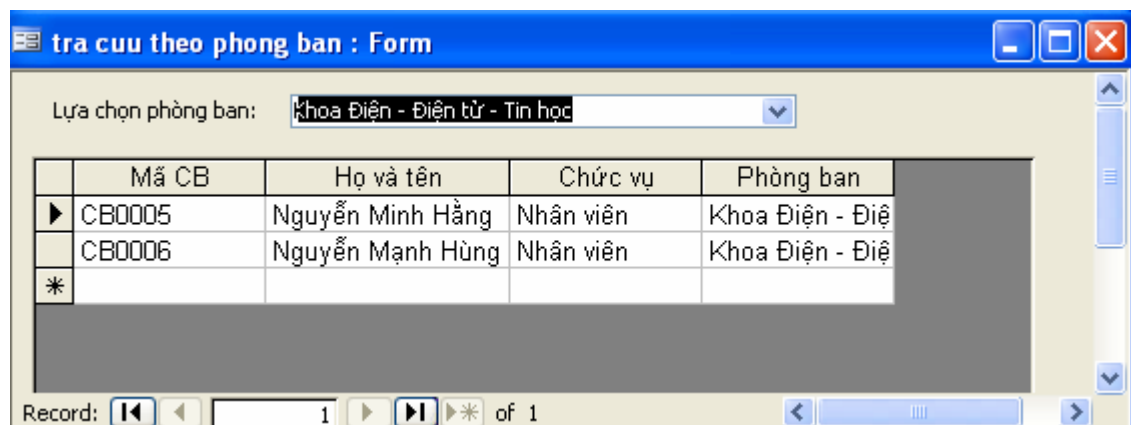 tra cuu theo phong ban : Form
Lựa chọn phòng ban: Khoa Điện - Điện tử - Tin học
Mã CB Họ và tên Chức vụ Phòng ban
CB0005 Nguyễn Minh Hằng Nhân viên Khoa Điện - Điệ
CB0006 Nguyễn Mạnh Hùng Nhân viên Khoa Điện - Điệ
Record: 1 of 1